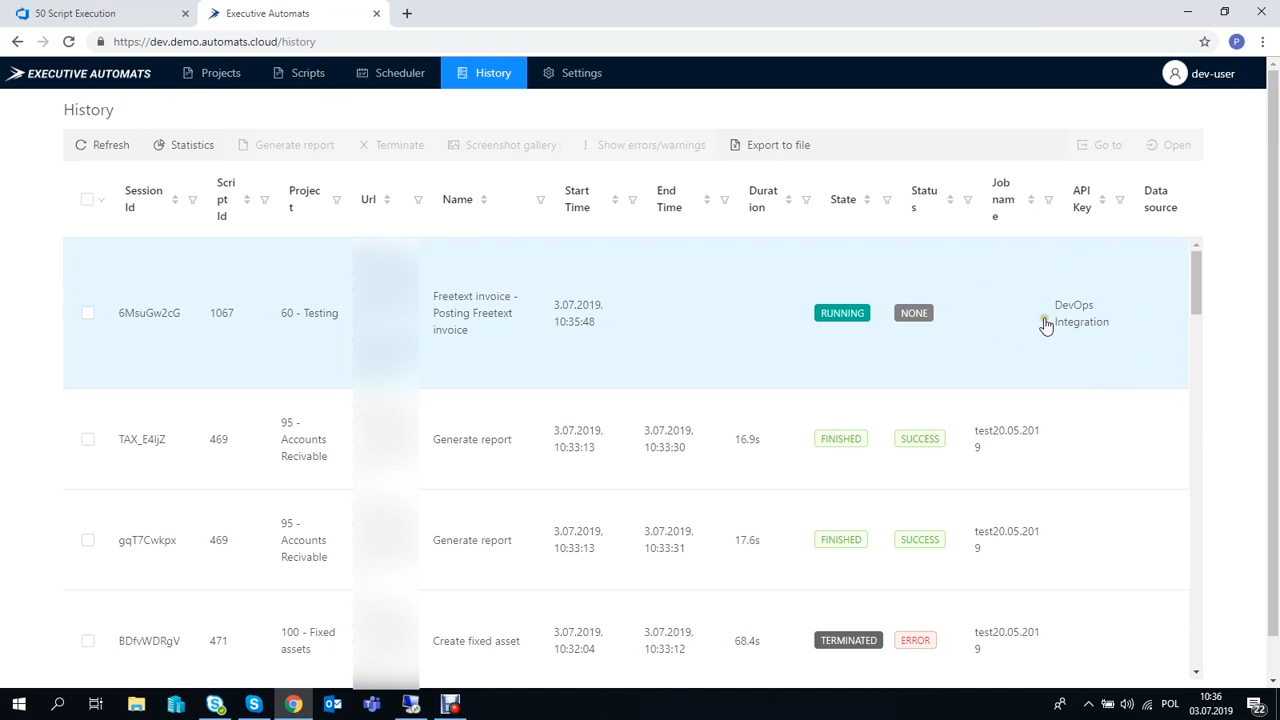 50 Script Execution
Executive Automats
https://dev.demo.automats.cloud/history
P
EXECUTIVE AUTOMATS
Projects
Scripts
Scheduler
History
Settings
dev-user
History
Refresh
Statistics
Generate report
Terminate
Screenshot gallery
Show errors/warnings
Export to file
Go to
Open
Session
Id
Scri
pt
Id
Projec
t
Url
Name
Start
Time
End
Time
Durat
ion
State
Statu
s
Job
nam
e
API
Key
Data
source
6MsuGw2cG
1067
60 - Testing
Freetext invoice -
Posting Freetext
invoice
3.07.2019,
10:35:48
RUNNING
NONE
DevOps
Integration
TAX_E4ljZ
469
95 -
Accounts
Recivable
Generate report
3.07.2019,
10:33:13
3.07.2019,
10:33:30
16.9s
FINISHED
SUCCESS
test20.05.201
9
gqT7Cwkpx
469
95 -
Accounts
Recivable
Generate report
3.07.2019,
10:33:13
3.07.2019,
10:33:31
17.6s
FINISHED
SUCCESS
test20.05.201
9
BDfvWDRgV
471
100 - Fixed
assets
Create fixed asset
3.07.2019,
10:32:04
3.07.2019,
10:33:12
68.4s
TERMINATED
ERROR
test20.05.201
9
POL
10:36
03.07.2019
22